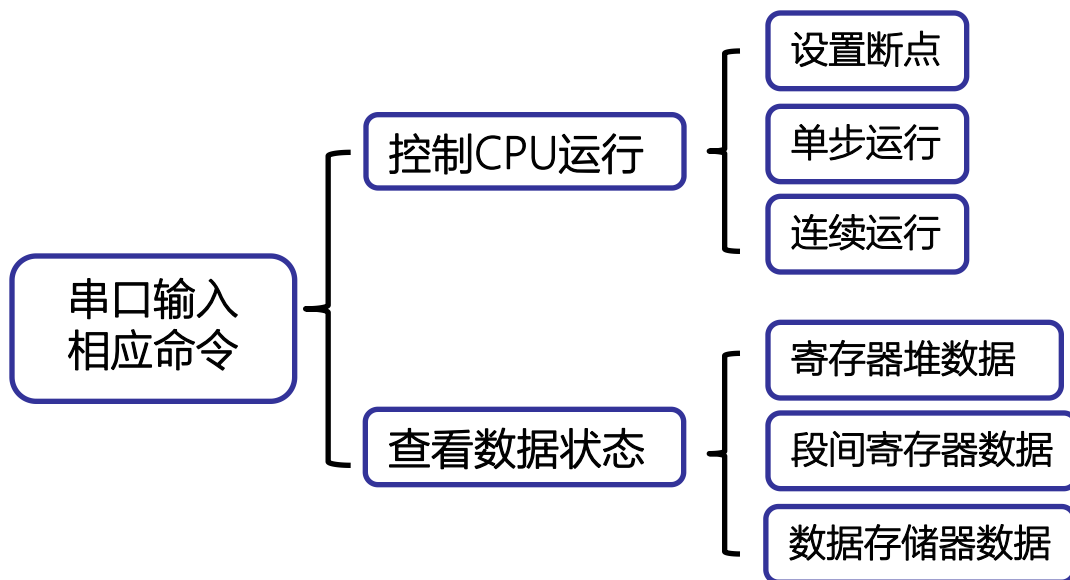 串口输入
相应命令
控制CPU运行
设置断点
单步运行
连续运行
查看数据状态
寄存器堆数据
段间寄存器数据
数据存储器数据